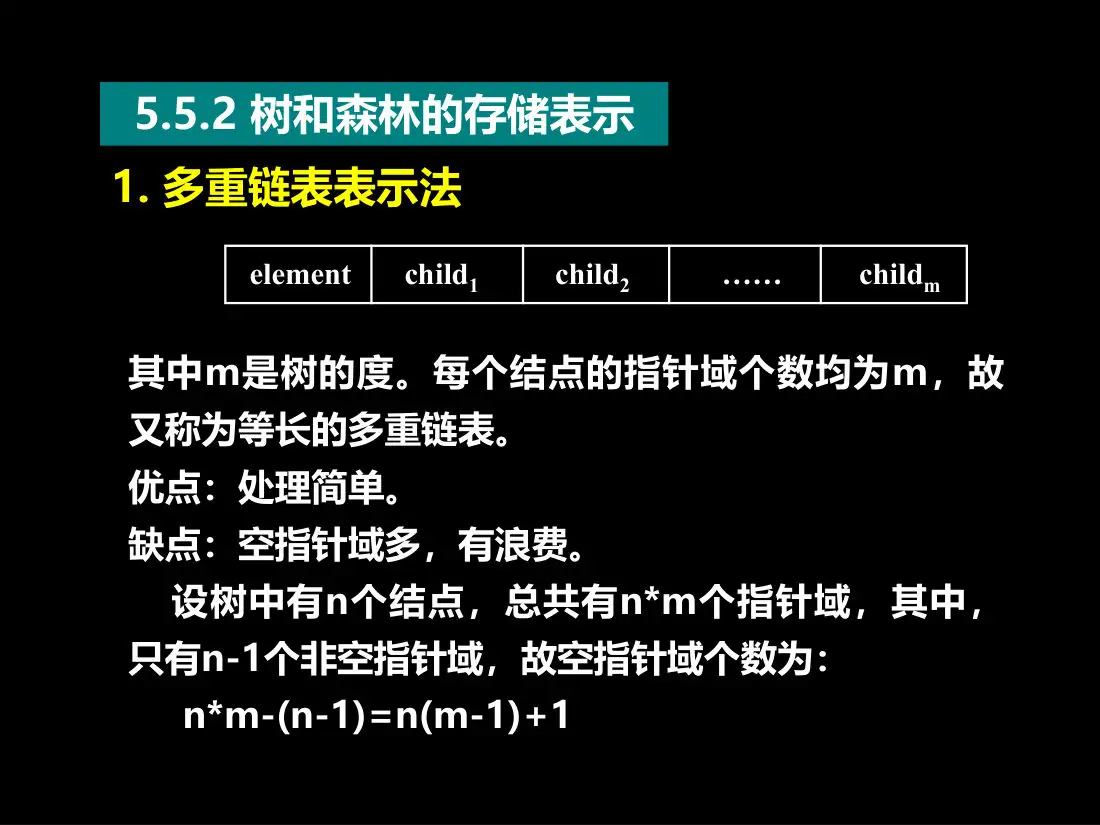 5.5.2 树和森林的存储表示
1. 多重链表表示法
element child₁ child₂ …… childₘ
其中m是树的度。每个结点的指针域个数均为m，故
又称为等长的多重链表。
优点：处理简单。
缺点：空指针域多，有浪费。
设树中有n个结点，总共有n*m个指针域，其中，
只有n-1个非空指针域，故空指针域个数为：
n*m-(n-1)=n(m-1)+1